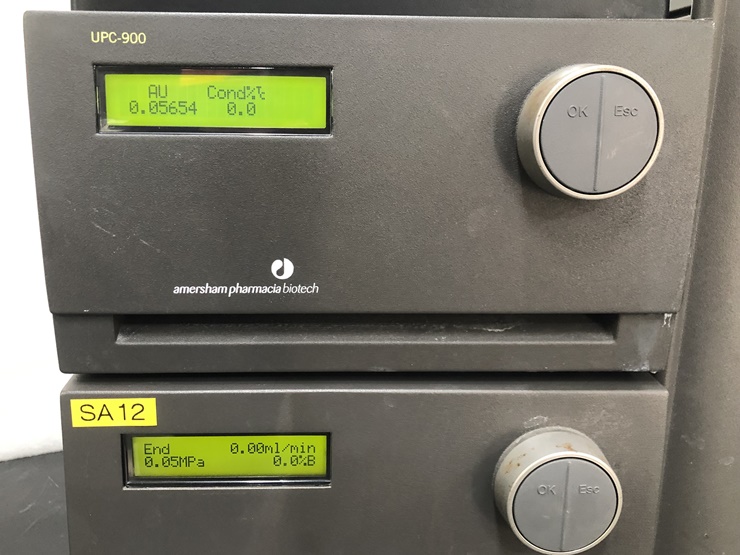 UPC-900
AU Cond%
0.05654 0.0
OK Esc
amersham pharmacia biotech
SA12
End 0.00ml/min
0.05MPa 0.0%B
OK Esc